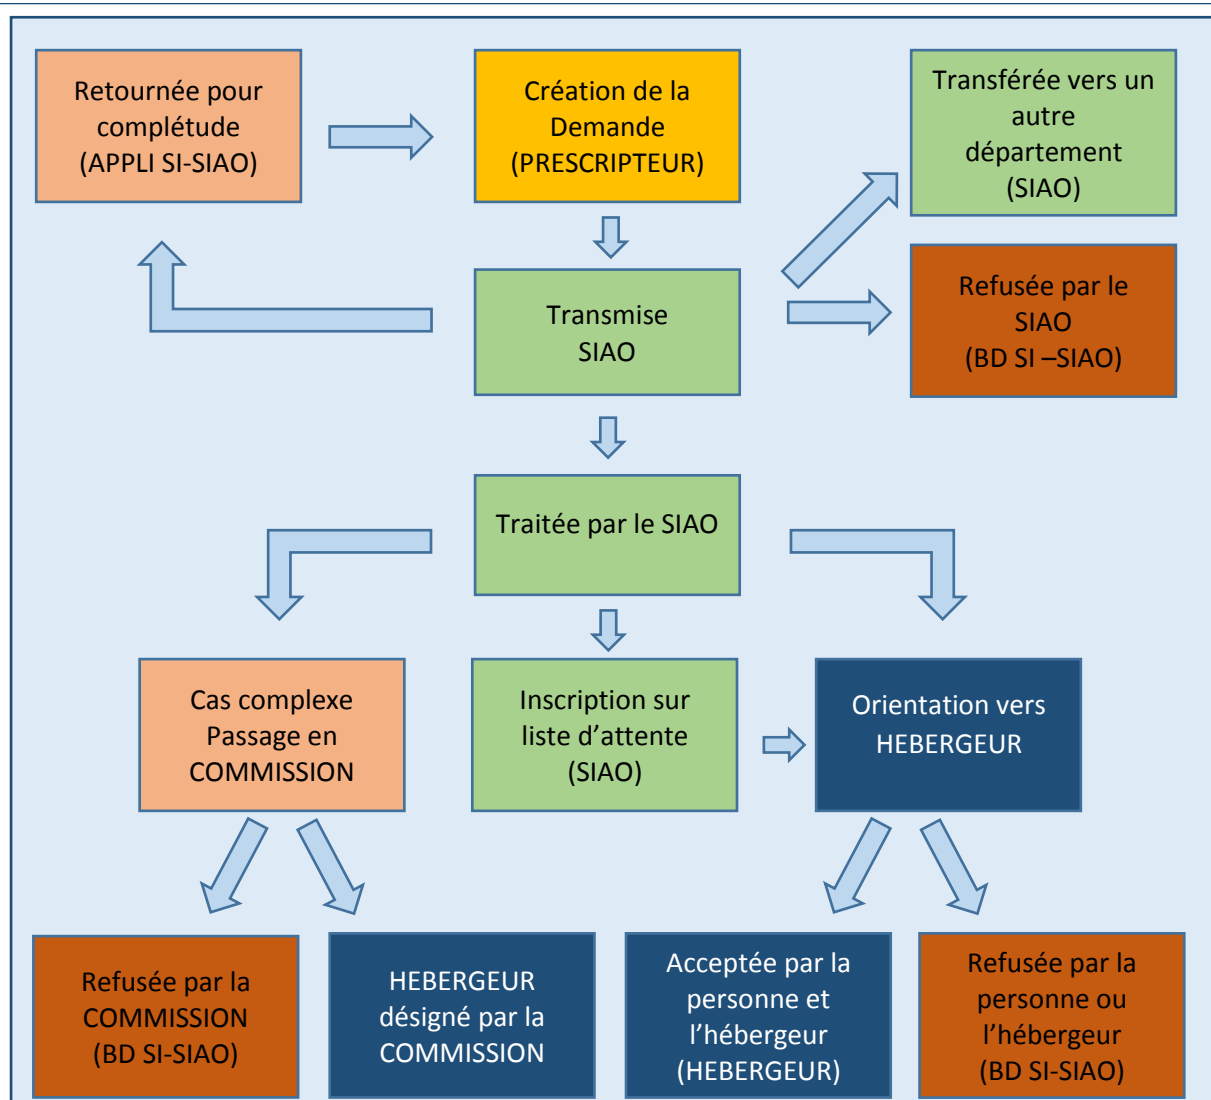 Retournée pour
complétude
(APPLI SI-SIAO)
Création de la
Demande
(PRESCRIPTEUR)
Transférée vers un
autre
département
(SIAO)
Transmise
SIAO
Refusée par le
SIAO
(BD SI –SIAO)
Traitée par le SIAO
Cas complexe
Passage en
COMMISSION
Inscription sur
liste d’attente
(SIAO)
Orientation vers
HEBERGEUR
Refusée par la
COMMISSION
(BD SI-SIAO)
HEBERGEUR
désigné par la
COMMISSION
Acceptée par la
personne et
l’hébergeur
(HEBERGEUR)
Refusée par la
personne ou
l’hébergeur
(BD SI-SIAO)